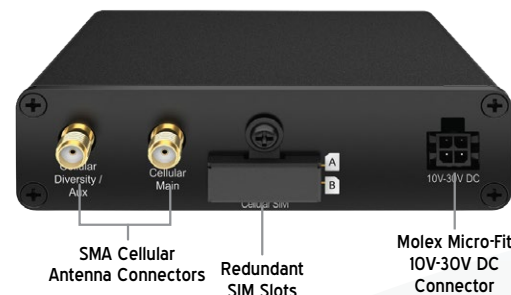 Cellular
Diversity /
Aux
Cellular
Main
A
B
Cellular SIM
10V-30V DC
SMA Cellular
Antenna Connectors
Redundant
SIM Slots
Molex Micro-Fit
10V-30V DC
Connector